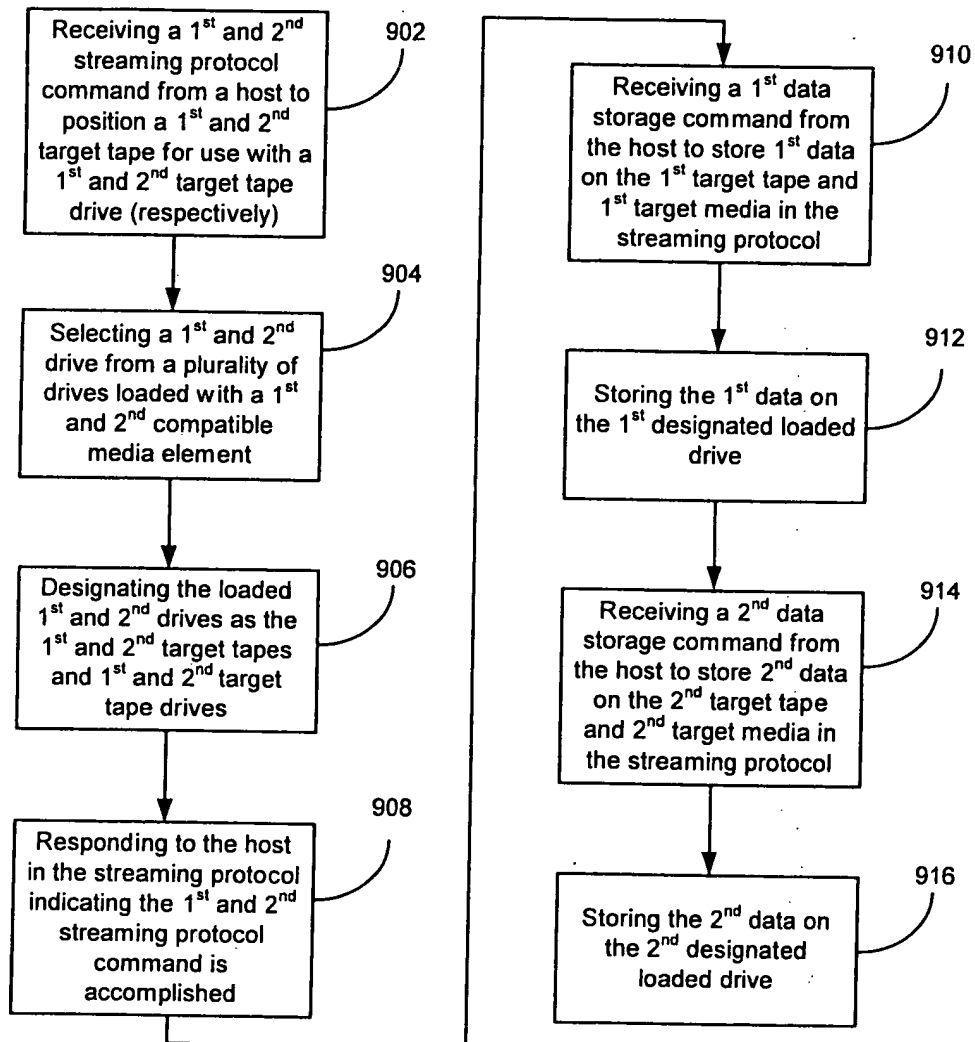 Receiving a 1st and 2nd
streaming protocol
command from a host to
position a 1st and 2nd
target tape for use with a
1st and 2nd target tape
drive (respectively)
902
Selecting a 1st and 2nd
drive from a plurality of
drives loaded with a 1st
and 2nd compatible
media element
904
Designating the loaded
1st and 2nd drives as the
1st and 2nd target tapes
and 1st and 2nd target
tape drives
906
Responding to the host
in the streaming protocol
indicating the 1st and 2nd
streaming protocol
command is
accomplished
908
Receiving a 1st data
storage command from
the host to store 1st data
on the 1st target tape and
1st target media in the
streaming protocol
910
Storing the 1st data on
the 1st designated loaded
drive
912
Receiving a 2nd data
storage command from
the host to store 2nd data
on the 2nd target tape
and 2nd target media in
the streaming protocol
914
Storing the 2nd data on
the 2nd designated
loaded drive
916